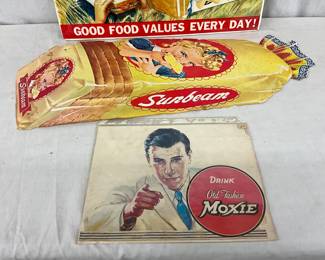 GOOD FOOD VALUES EVERY DAY!
Sunbeam
Sunbeam
DRINK
Old Fashion
MOXIE